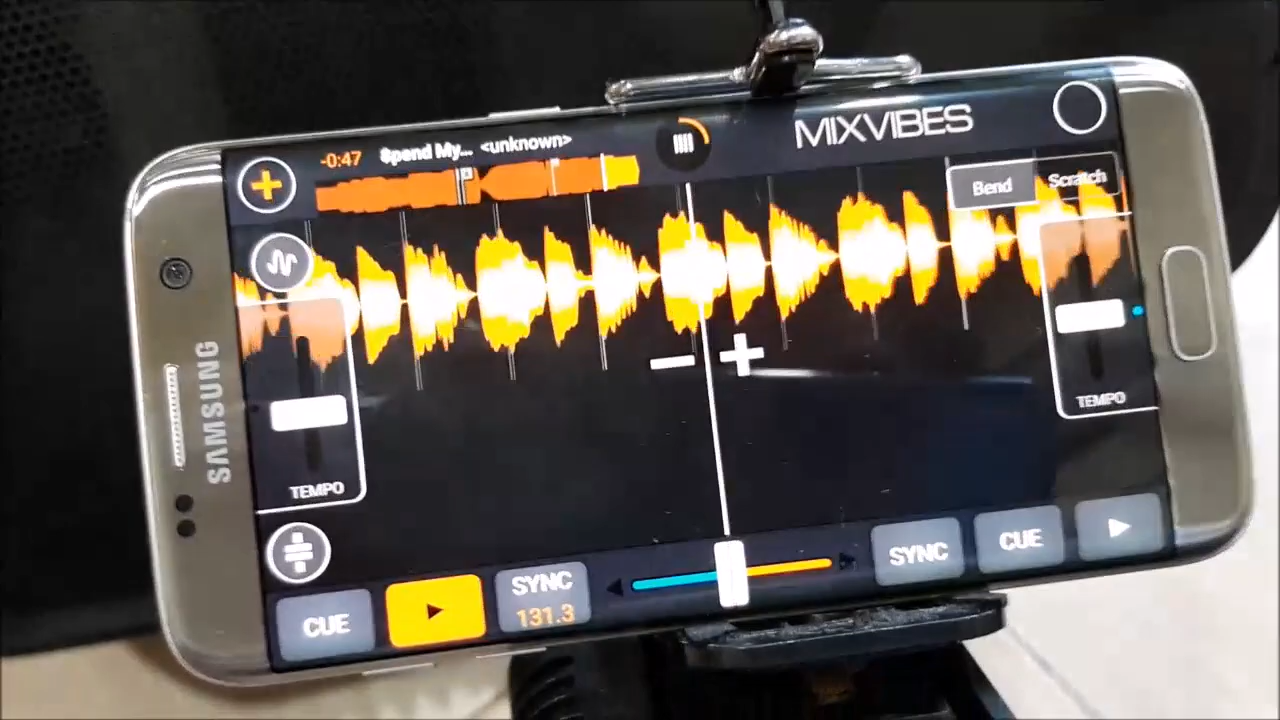 -0:47 Spend My... <unknown>
MIXVIBES
Bend Scratch
SAMSUNG
TEMPO
TEMPO
CUE
SYNC
131.3
SYNC
CUE